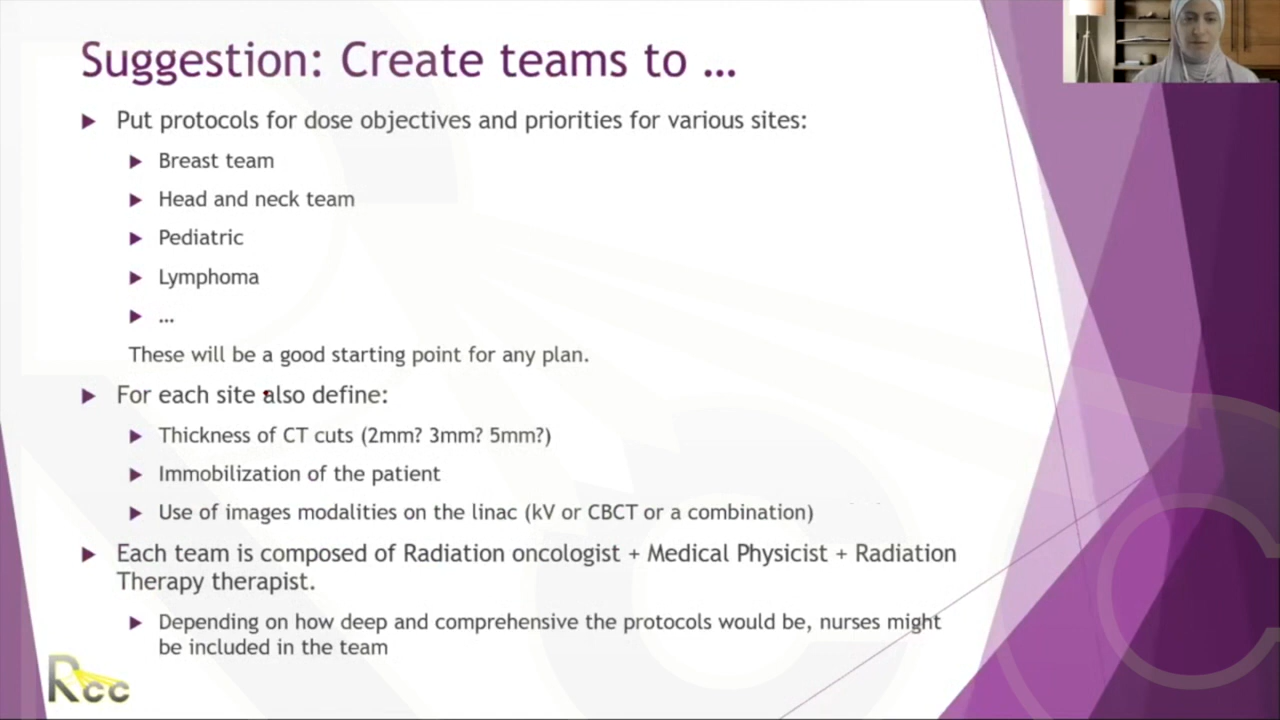 Suggestion: Create teams to ...
Put protocols for dose objectives and priorities for various sites:
Breast team
Head and neck team
Pediatric
Lymphoma
...
These will be a good starting point for any plan.
For each site also define:
Thickness of CT cuts (2mm? 3mm? 5mm?)
Immobilization of the patient
Use of images modalities on the linac (kV or CBCT or a combination)
Each team is composed of Radiation oncologist + Medical Physicist + Radiation
Therapy therapist.
Depending on how deep and comprehensive the protocols would be, nurses might
be included in the team
Rcc